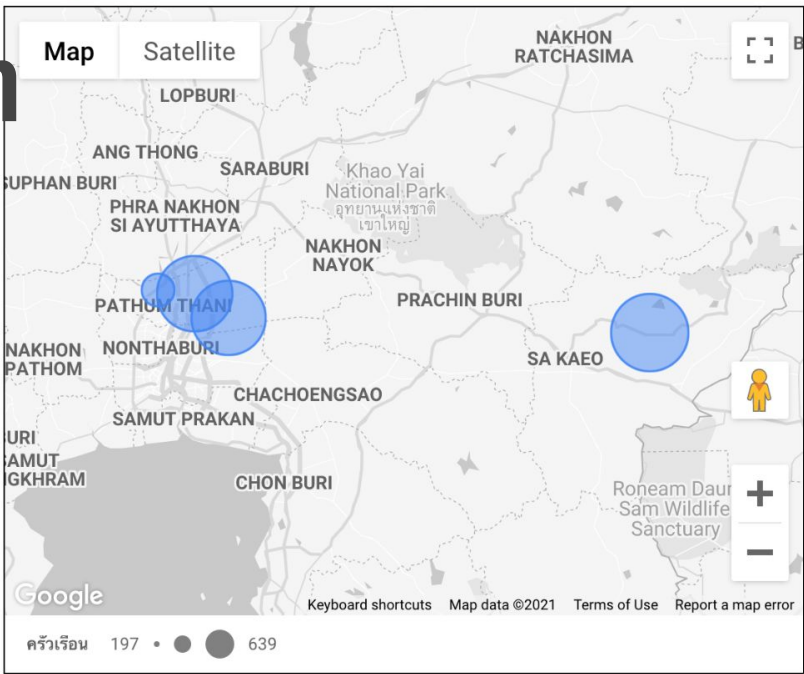 Map Satellite
NAKHON
RATCHASIMA
LOPBURI
ANG THONG
SARABURI
SUPHAN BURI
Khao Yai
National Park
อุทยานแห่งชาติ
เขาใหญ่
PHRA NAKHON
SI AYUTTHAYA
NAKHON
NAYOK
PATHUM THANI
PRACHIN BURI
NAKHON
PATHOM
NONTHABURI
SA KAEO
CHACHOENGSAO
SAMUT PRAKAN
URI
SAMUT
NGKHRAM
CHON BURI
Roneam Daun
Sam Wildlife
Sanctuary
Google
Keyboard shortcuts Map data ©2021 Terms of Use Report a map error
ครัวเรือน 197 639